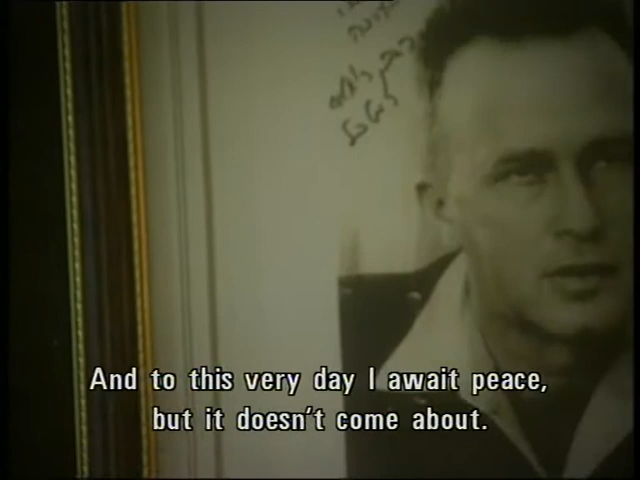 And to this very day I await peace,
but it doesn't come about.